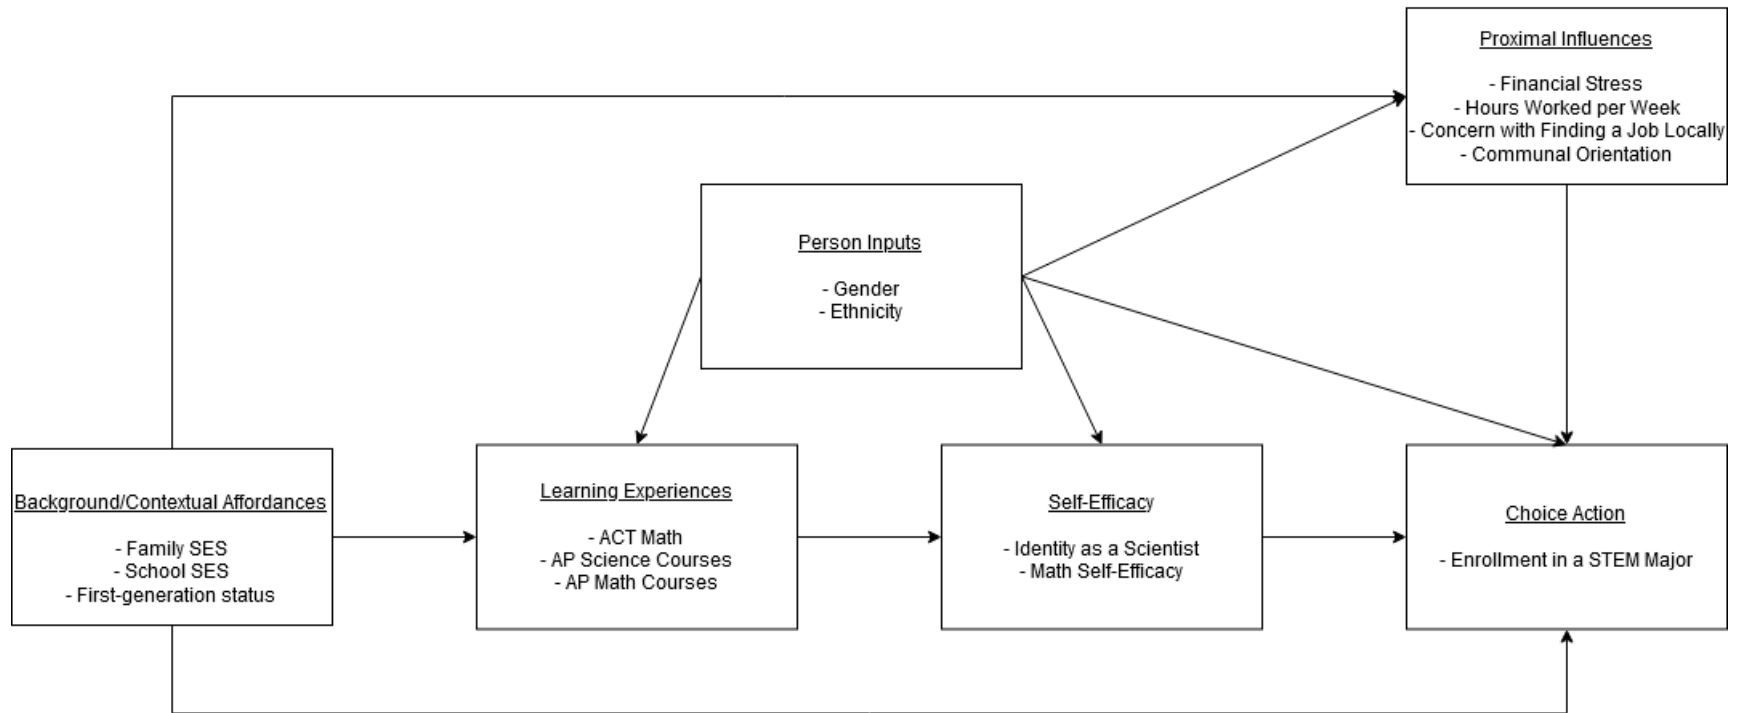 Proximal Influences
- Financial Stress
- Hours Worked per Week
- Concern with Finding a Job Locally
- Communal Orientation
Person Inputs
- Gender
- Ethnicity
Background/Contextual Affordances
- Family SES
- School SES
- First-generation status
Learning Experiences
- ACT Math
- AP Science Courses
- AP Math Courses
Self-Efficacy
- Identity as a Scientist
- Math Self-Efficacy
Choice Action
- Enrollment in a STEM Major